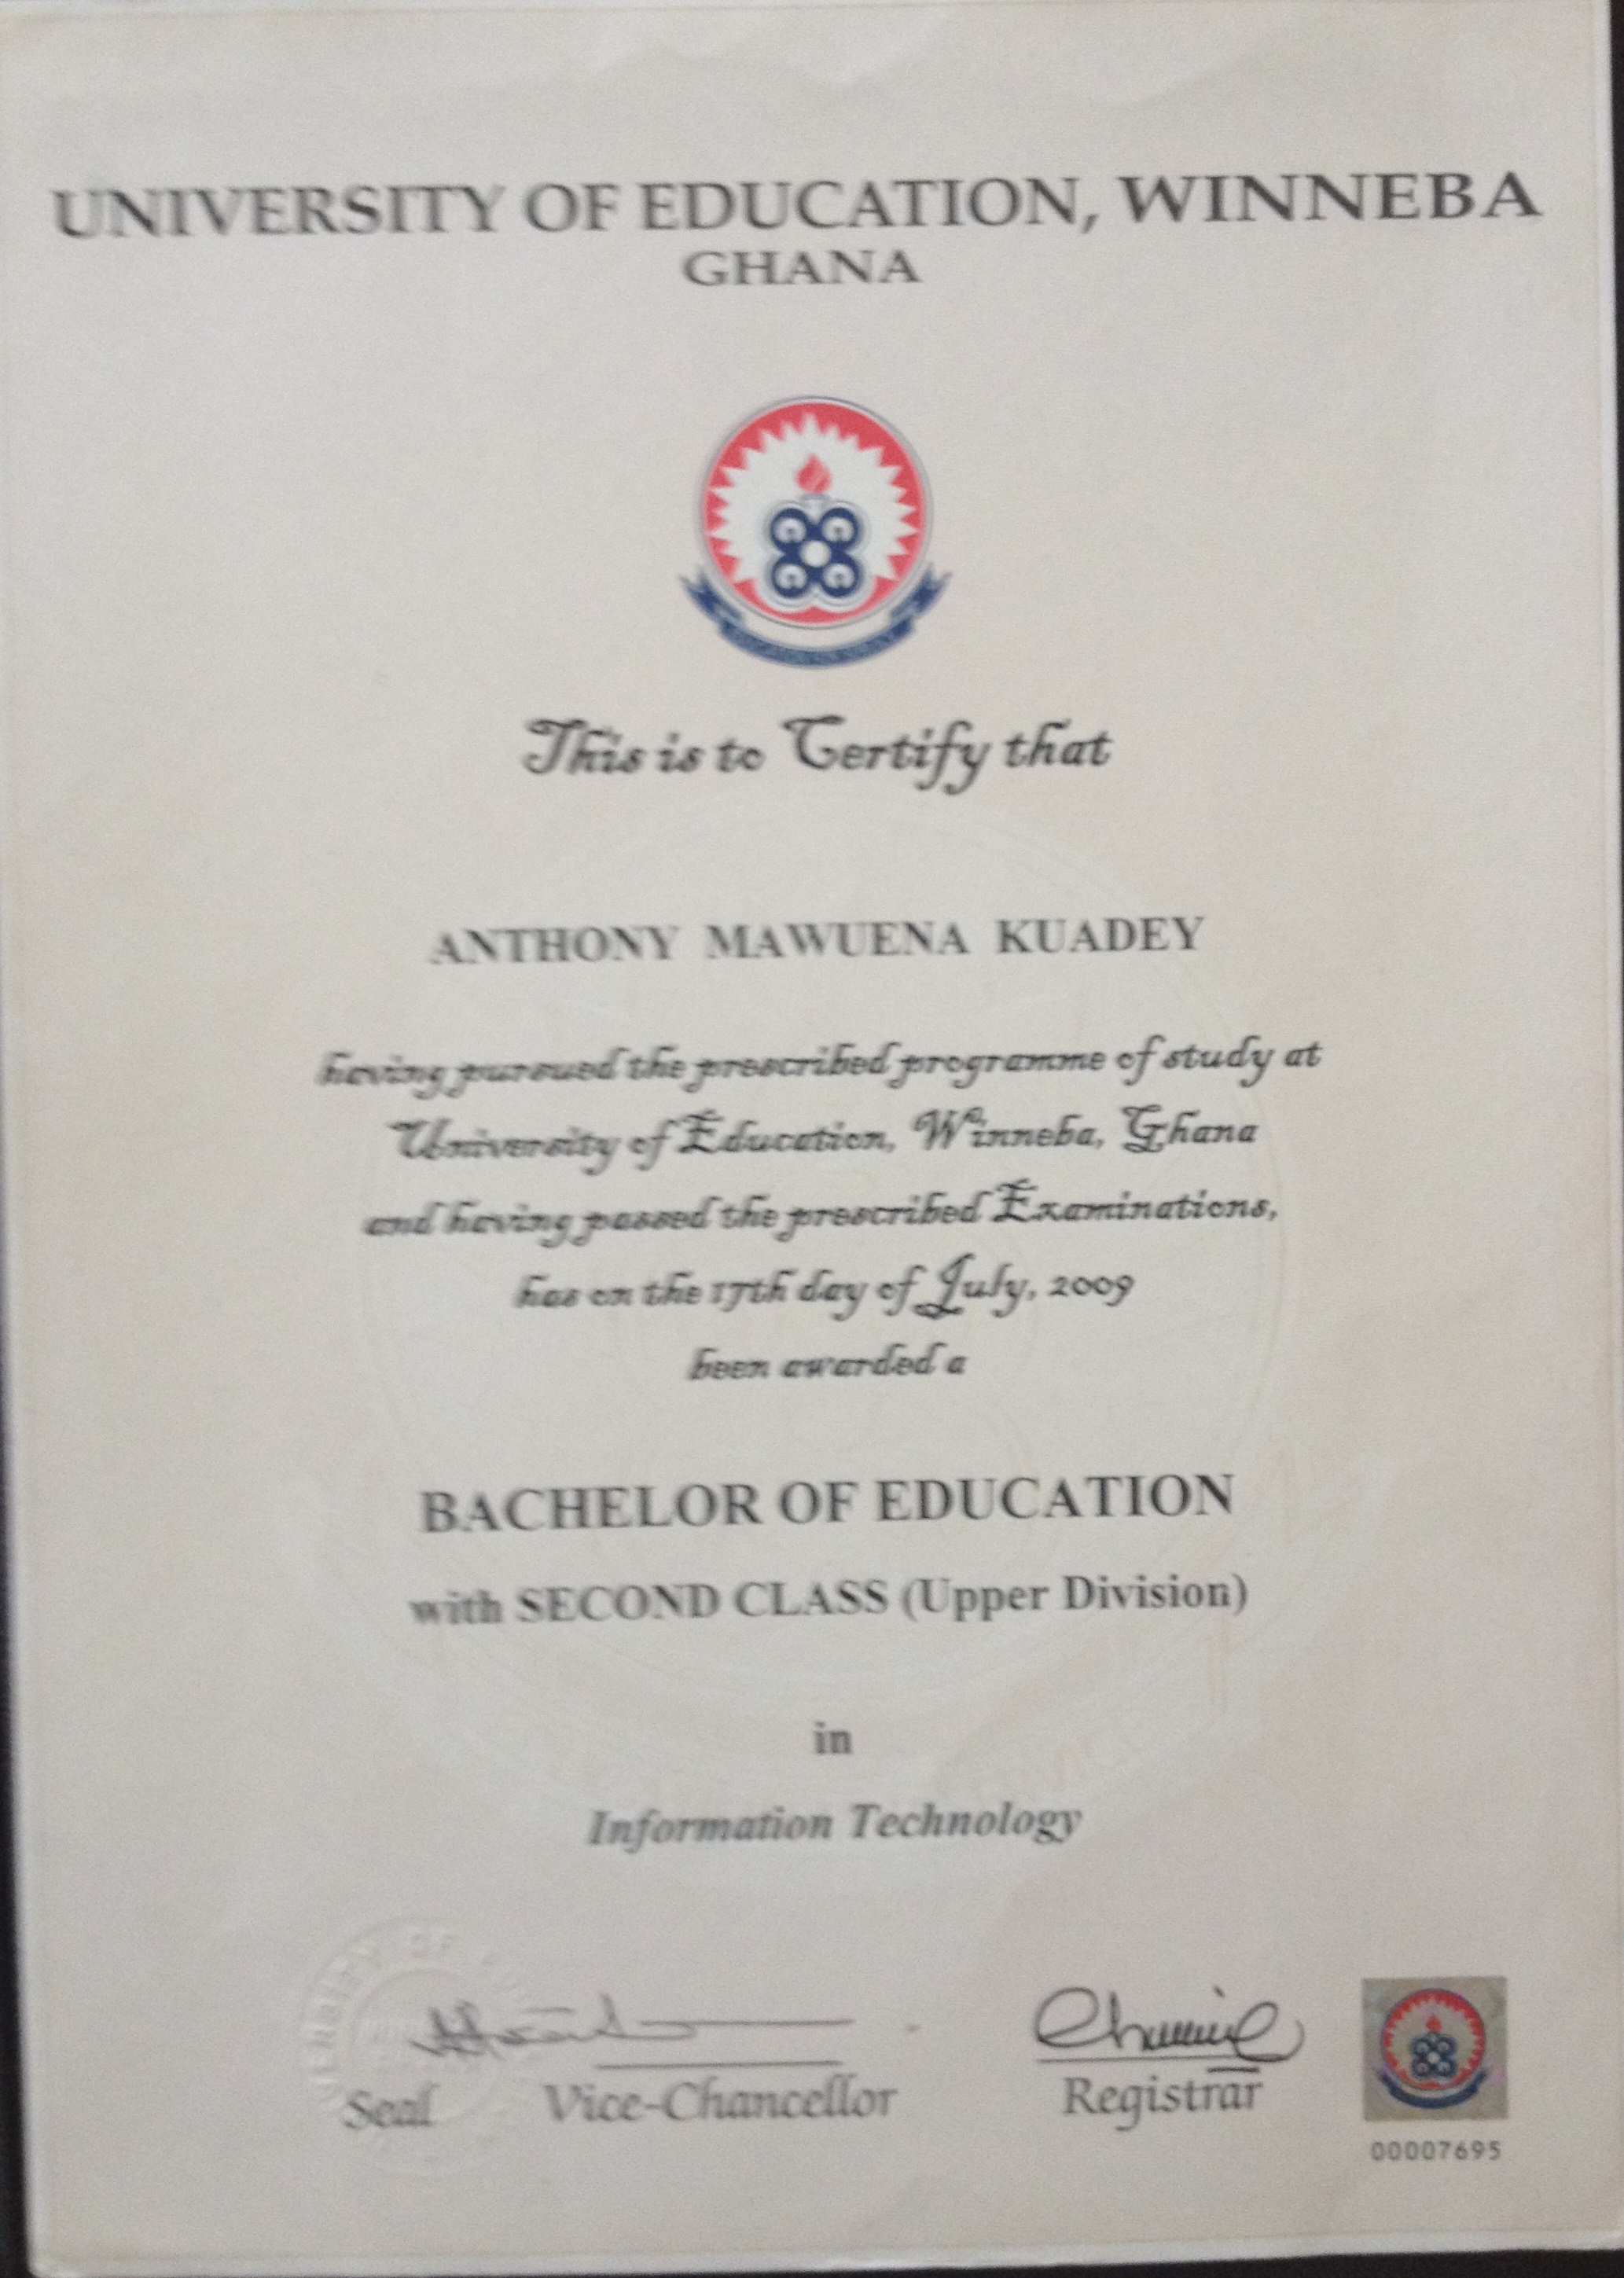 UNIVERSITY OF EDUCATION, WINNEBA
GHANA
This is to Certify that
ANTHONY MAWUENA KUADEY
having pursued the prescribed programme of study at
University of Education, Winneba, Ghana
and having passed the prescribed Examinations,
has on the 17th day of July, 2009
been awarded a
BACHELOR OF EDUCATION
with SECOND CLASS (Upper Division)
in
Information Technology
Seal Vice-Chancellor Registrar
00007695